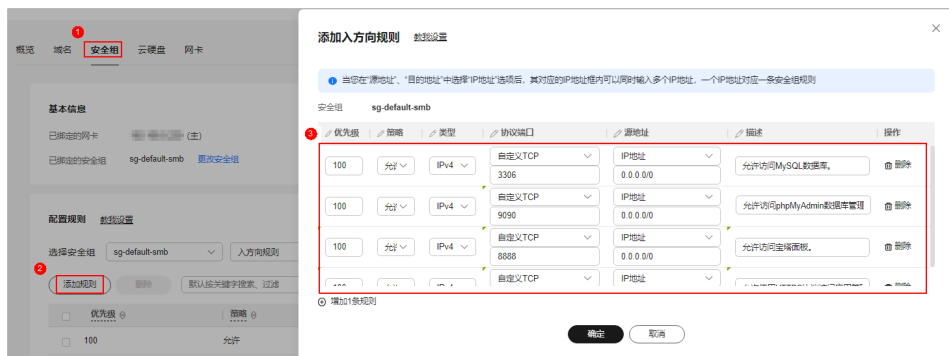 1
概览 域名 安全组 云硬盘 网卡
基本信息
已绑定的网卡 (主)
已绑定的安全组 sg-default-smb 更改安全组
配置规则 教我设置
选择安全组 sg-default-smb 入方向规则
2
添加规则 删除 默认按关键字搜索、过滤
优先级 策略
100 允许
添加入方向规则 教我设置
当您在"源地址"、"目的地址"中选择"IP地址"选项后，其对应的IP地址框内可以同时输入多个IP地址，一个IP地址对应一条安全组规则
安全组 sg-default-smb
3
优先级 策略 类型 协议端口 源地址 描述 操作
100 IPv4 自定义TCP IP地址 允许访问MySQL数据库。 删除
3306 0.0.0.0/0
100 IPv4 自定义TCP IP地址 允许访问phpMyAdmin数据库管理 删除
9090 0.0.0.0/0
100 IPv4 自定义TCP IP地址 允许访问宝塔面板。 删除
8888 0.0.0.0/0
自定义TCP IP地址
增加1条规则
确定 取消